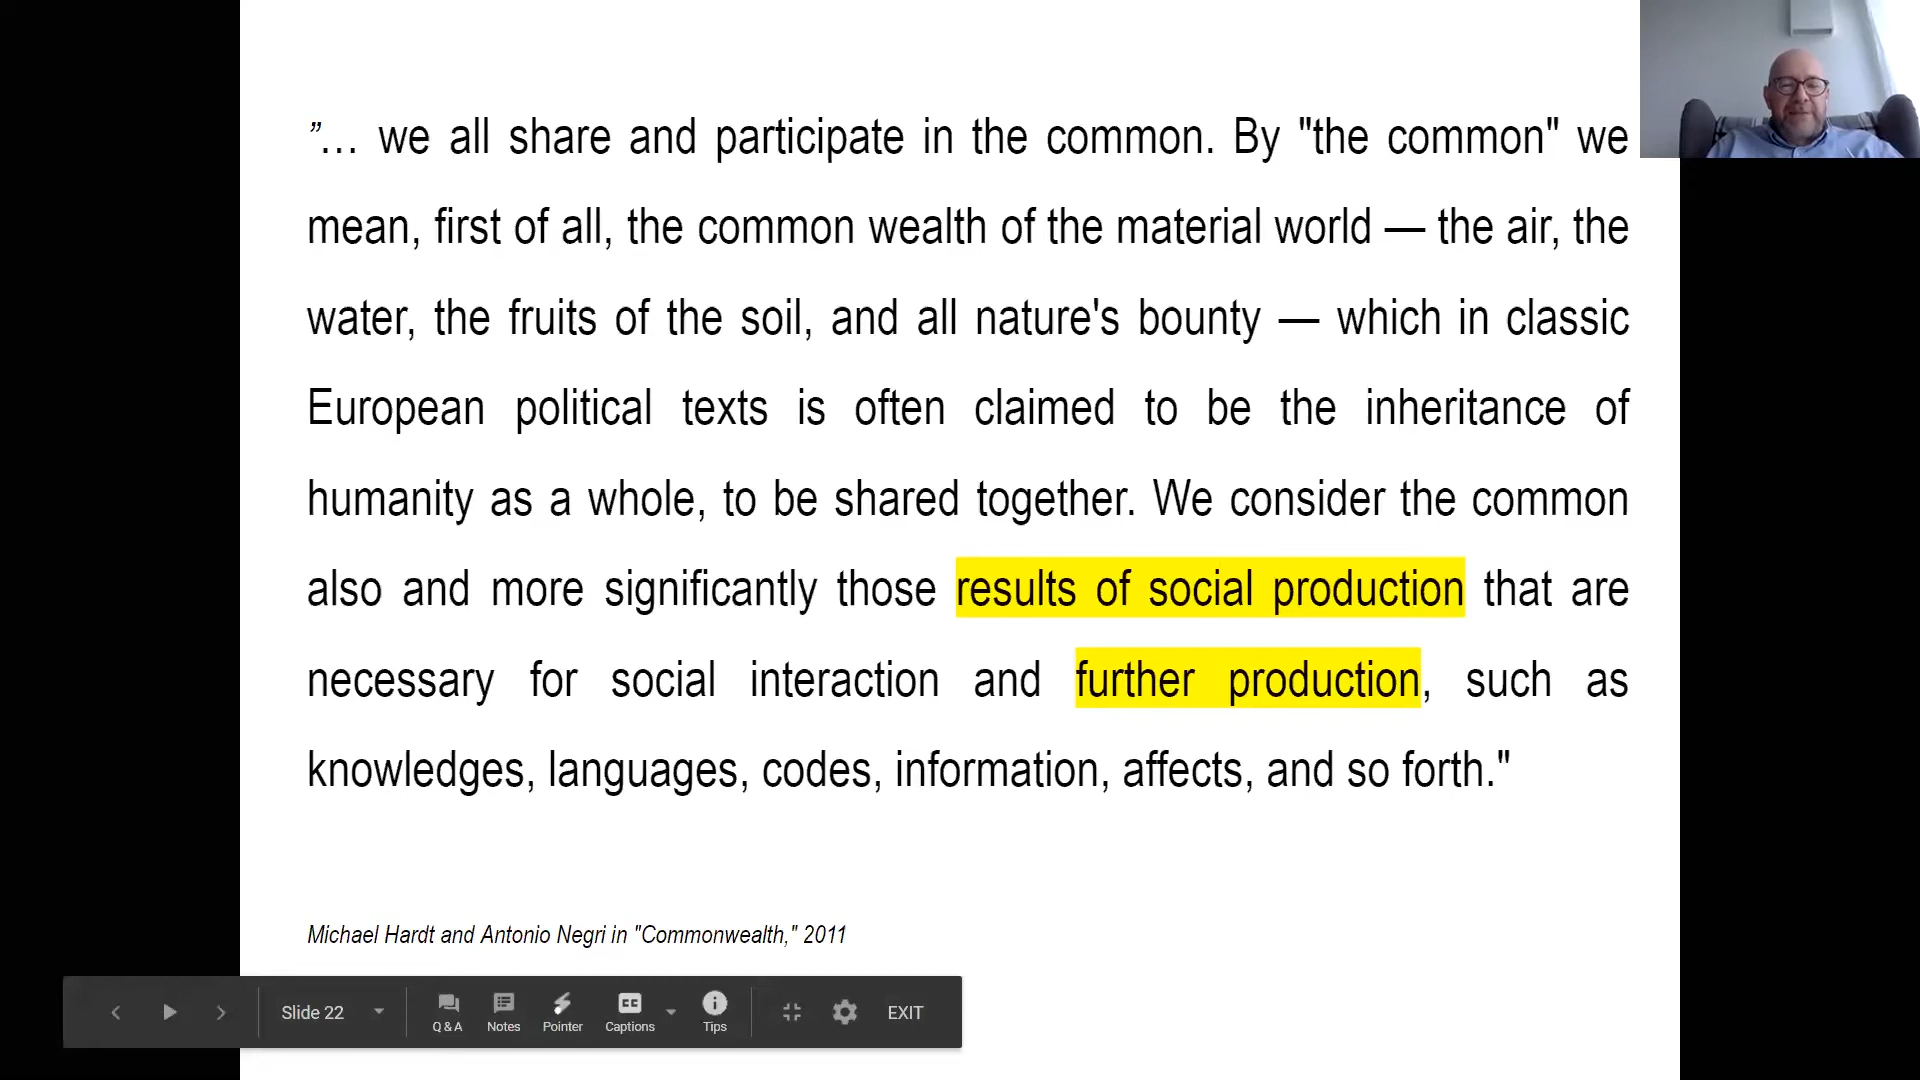 ”… we all share and participate in the common. By "the common" we
mean, first of all, the common wealth of the material world — the air, the
water, the fruits of the soil, and all nature's bounty — which in classic
European political texts is often claimed to be the inheritance of
humanity as a whole, to be shared together. We consider the common
also and more significantly those results of social production that are
necessary for social interaction and further production, such as
knowledges, languages, codes, information, affects, and so forth."
Michael Hardt and Antonio Negri in "Commonwealth," 2011
Slide 22 Q & A Notes Pointer CC Captions Tips EXIT